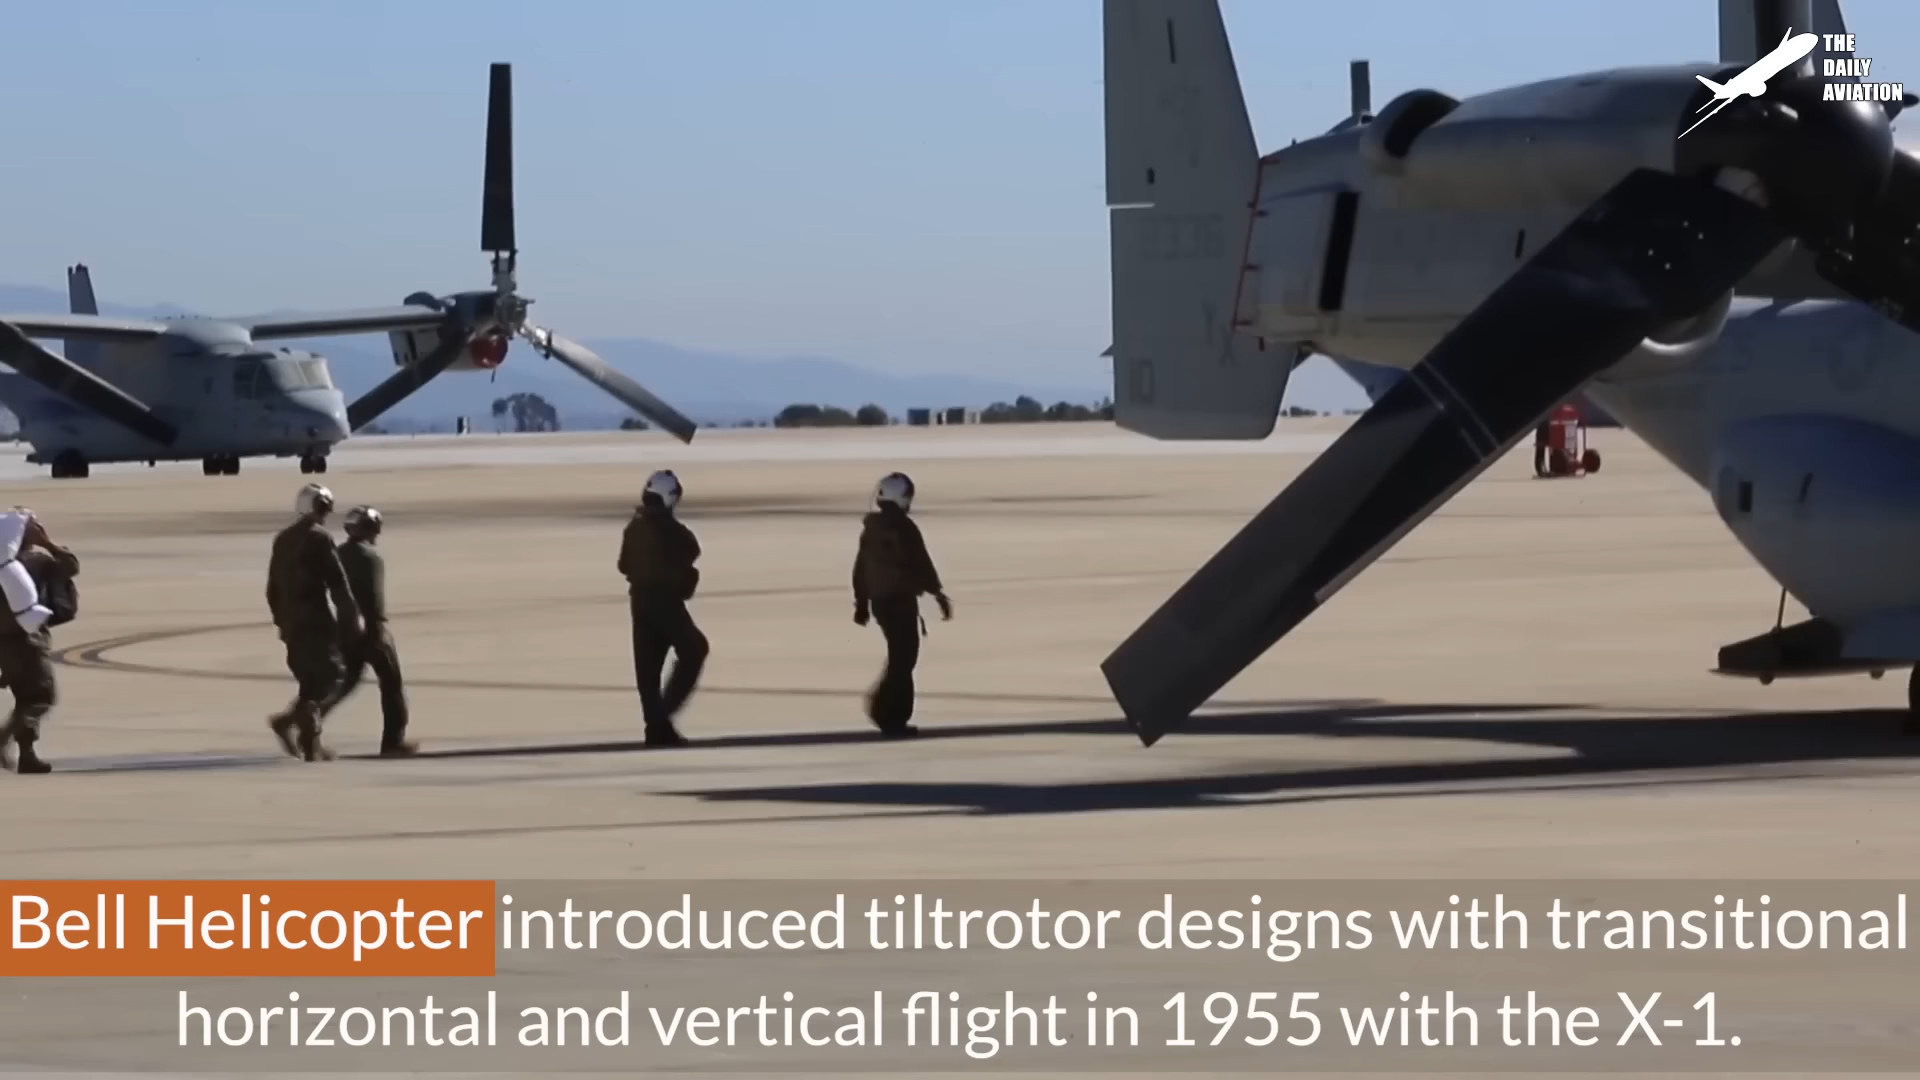 THE
DAILY
AVIATION
10
Bell Helicopter introduced tiltrotor designs with transitional
horizontal and vertical flight in 1955 with the X-1.